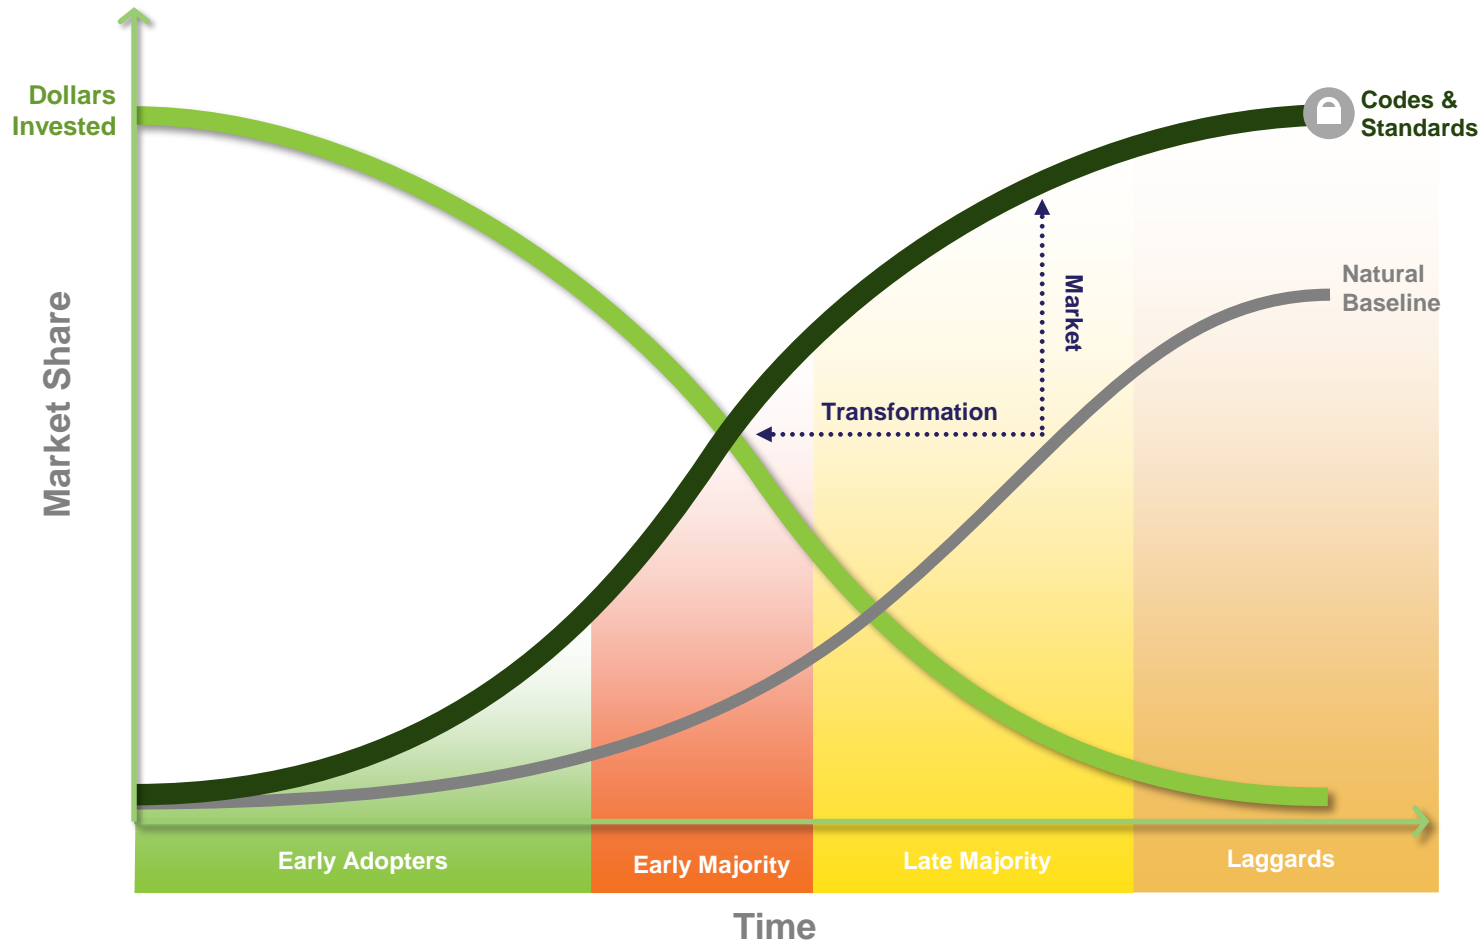 Dollars
Invested
Codes &
Standards
Natural
Baseline
Market
Transformation
Market Share
Early Adopters
Early Majority
Late Majority
Laggards
Time